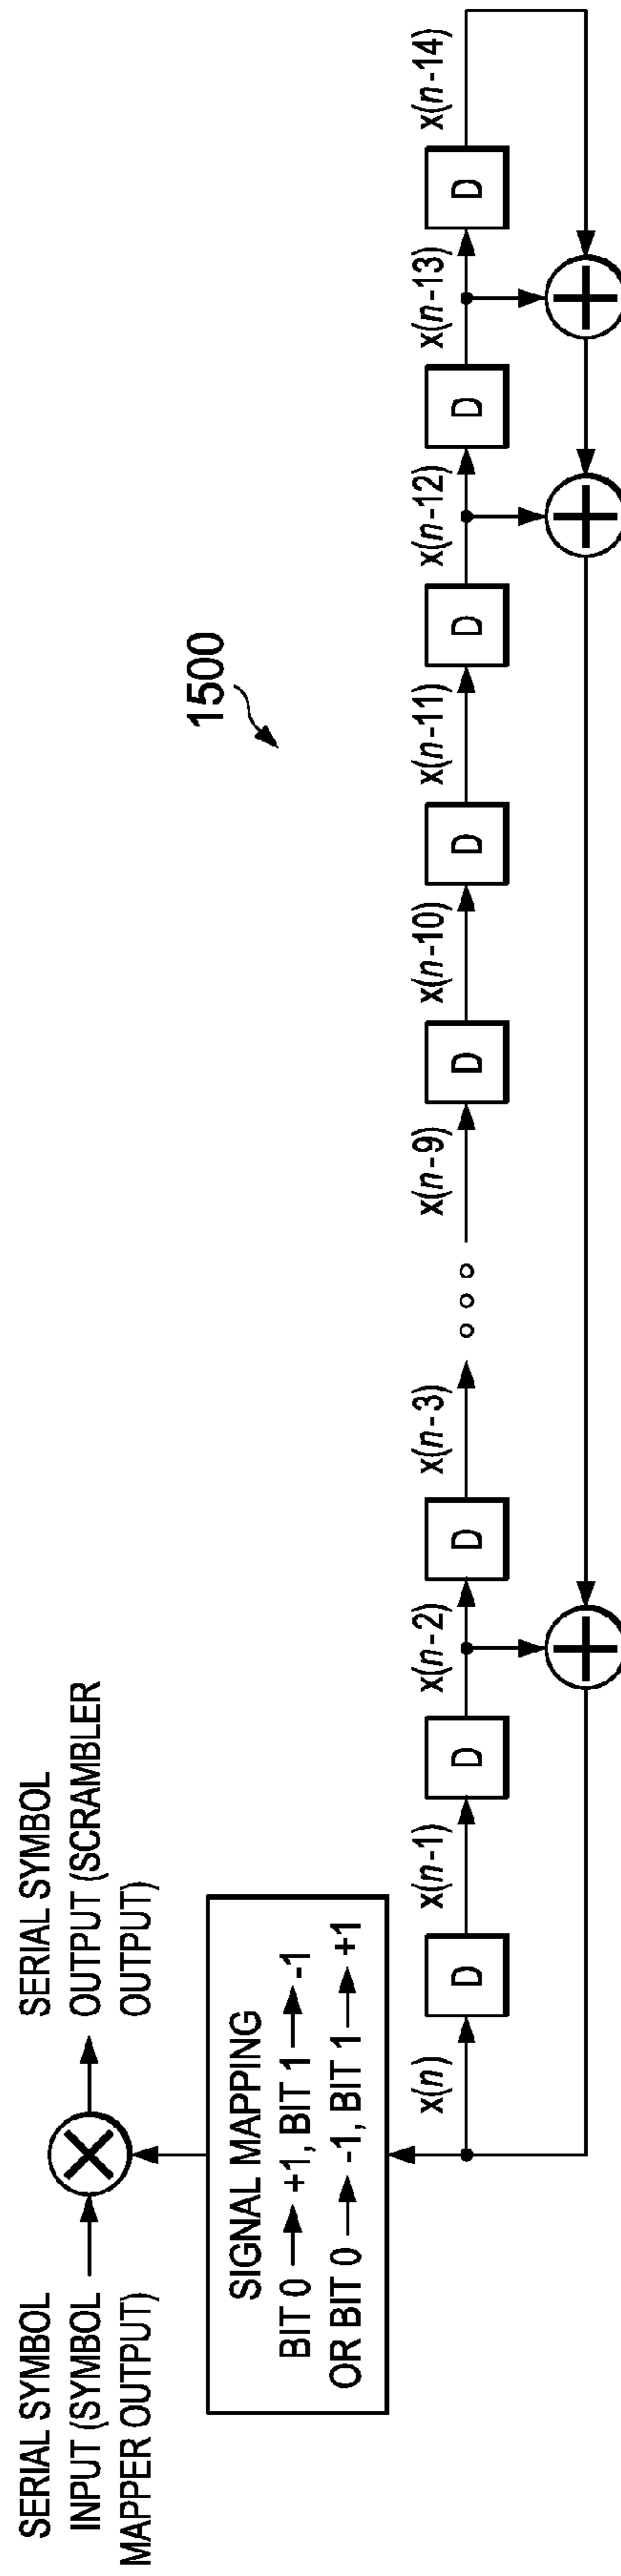 1500
SERIAL SYMBOL
INPUT (SYMBOL
MAPPER OUTPUT)
SERIAL SYMBOL
OUTPUT (SCRAMBLER
OUTPUT)
SIGNAL MAPPING
BIT 0 → +1, BIT 1 → -1
OR BIT 0 → -1, BIT 1 → +1
x(n)
D
x(n-1)
D
x(n-2)
D
x(n-3)
x(n-9)
D
x(n-10)
D
x(n-11)
D
x(n-12)
D
x(n-13)
D
x(n-14)